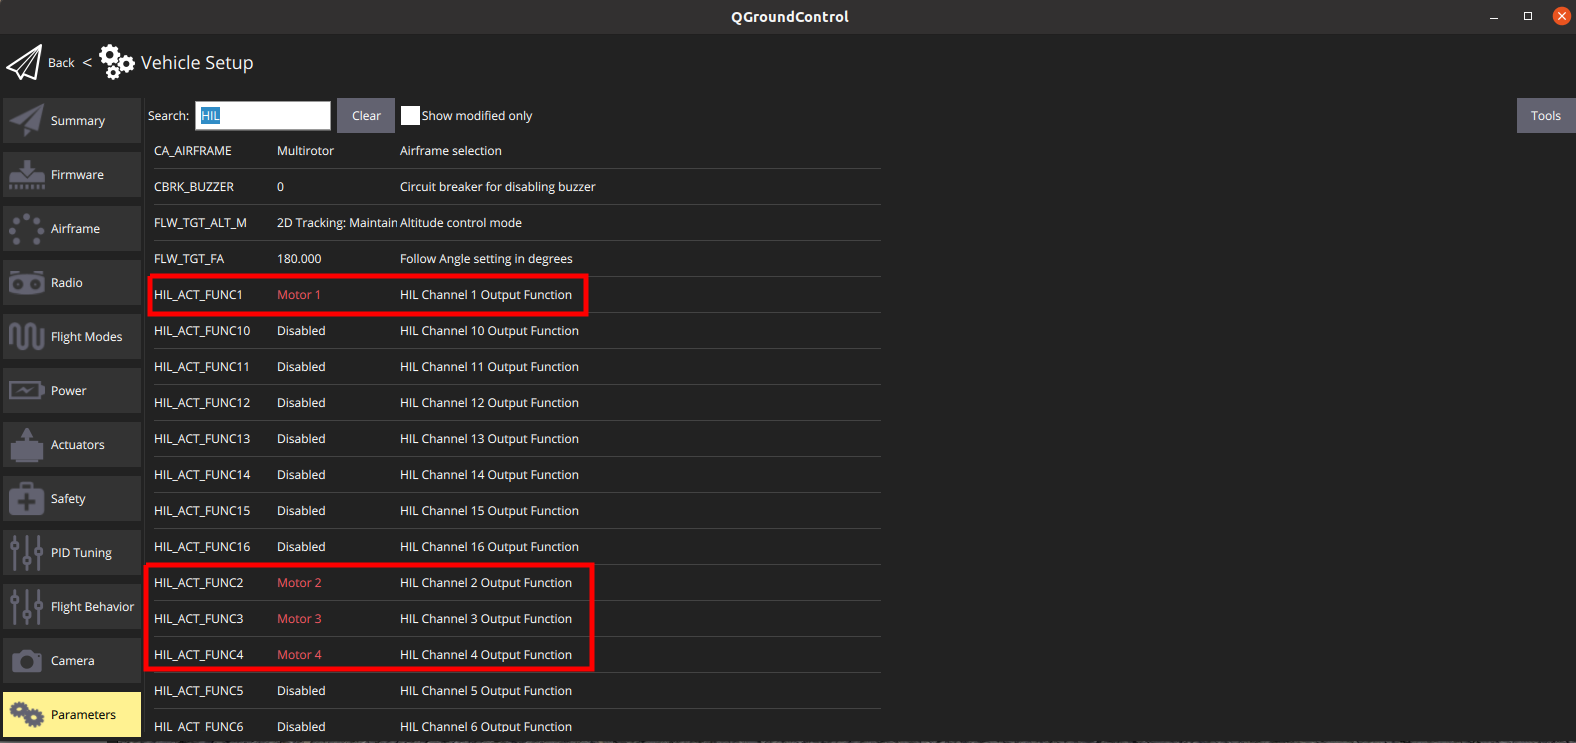 QGroundControl
Back < Vehicle Setup
Summary
Firmware
Airframe
Radio
Flight Modes
Power
Actuators
Safety
PID Tuning
Flight Behavior
Camera
Parameters
Search: HIL Clear Show modified only Tools
CA_AIRFRAME Multirotor Airframe selection
CBRK_BUZZER 0 Circuit breaker for disabling buzzer
FLW_TGT_ALT_M 2D Tracking: Maintain Altitude control mode
FLW_TGT_FA 180.000 Follow Angle setting in degrees
HIL_ACT_FUNC1 Motor 1 HIL Channel 1 Output Function
HIL_ACT_FUNC10 Disabled HIL Channel 10 Output Function
HIL_ACT_FUNC11 Disabled HIL Channel 11 Output Function
HIL_ACT_FUNC12 Disabled HIL Channel 12 Output Function
HIL_ACT_FUNC13 Disabled HIL Channel 13 Output Function
HIL_ACT_FUNC14 Disabled HIL Channel 14 Output Function
HIL_ACT_FUNC15 Disabled HIL Channel 15 Output Function
HIL_ACT_FUNC16 Disabled HIL Channel 16 Output Function
HIL_ACT_FUNC2 Motor 2 HIL Channel 2 Output Function
HIL_ACT_FUNC3 Motor 3 HIL Channel 3 Output Function
HIL_ACT_FUNC4 Motor 4 HIL Channel 4 Output Function
HIL_ACT_FUNC5 Disabled HIL Channel 5 Output Function
HIL_ACT_FUNC6 Disabled HIL Channel 6 Output Function